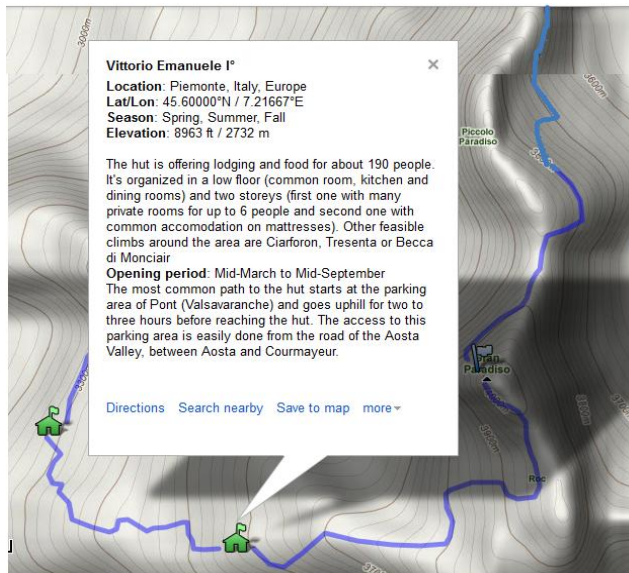 3000m
Vittorio Emanuele I°
Location: Piemonte, Italy, Europe
Lat/Lon: 45.60000°N / 7.21667°E
Season: Spring, Summer, Fall
Elevation: 8963 ft / 2732 m
The hut is offering lodging and food for about 190 people.
It's organized in a low floor (common room, kitchen and
dining rooms) and two storeys (first one with many
private rooms for up to 6 people and second one with
common accomodation on mattresses). Other feasible
climbs around the area are Ciarforon, Tresenta or Becca
di Monciair
Opening period: Mid-March to Mid-September
The most common path to the hut starts at the parking
area of Pont (Valsavaranche) and goes uphill for two to
three hours before reaching the hut. The access to this
parking area is easily done from the road of the Aosta
Valley, between Aosta and Courmayeur.
Directions Search nearby Save to map more
3600m
Piccolo
Paradiso
Gran
Paradiso
3300m
Roc